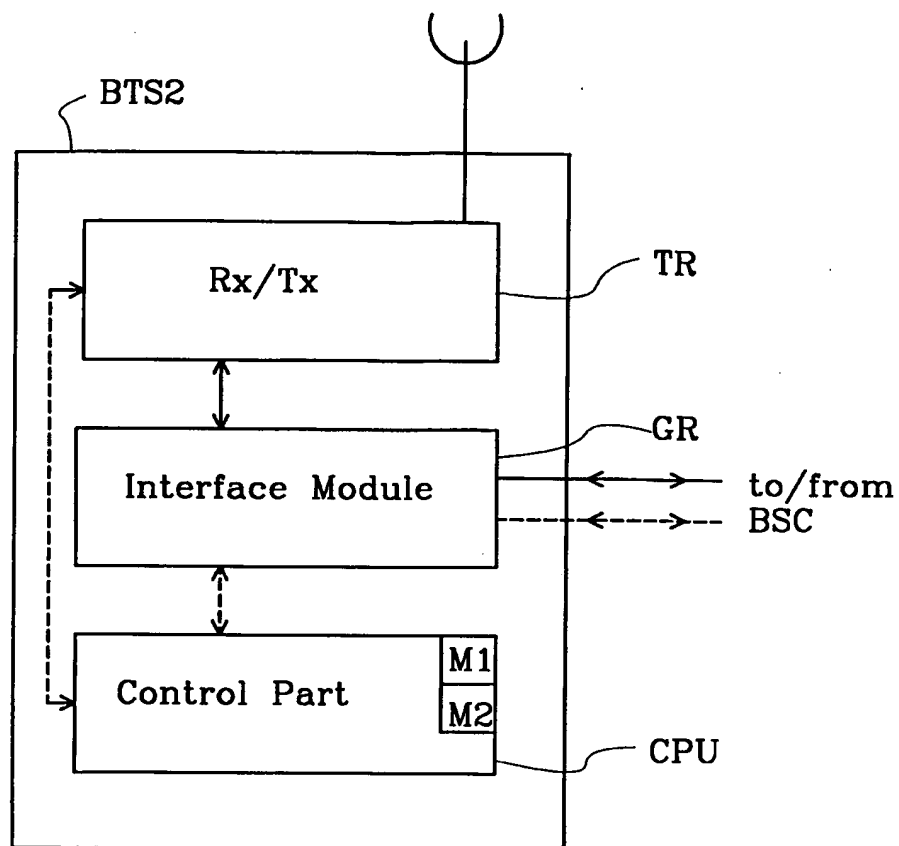 BTS2
Rx/Tx
TR
GR
Interface Module
to/from
BSC
M1
Control Part
M2
CPU